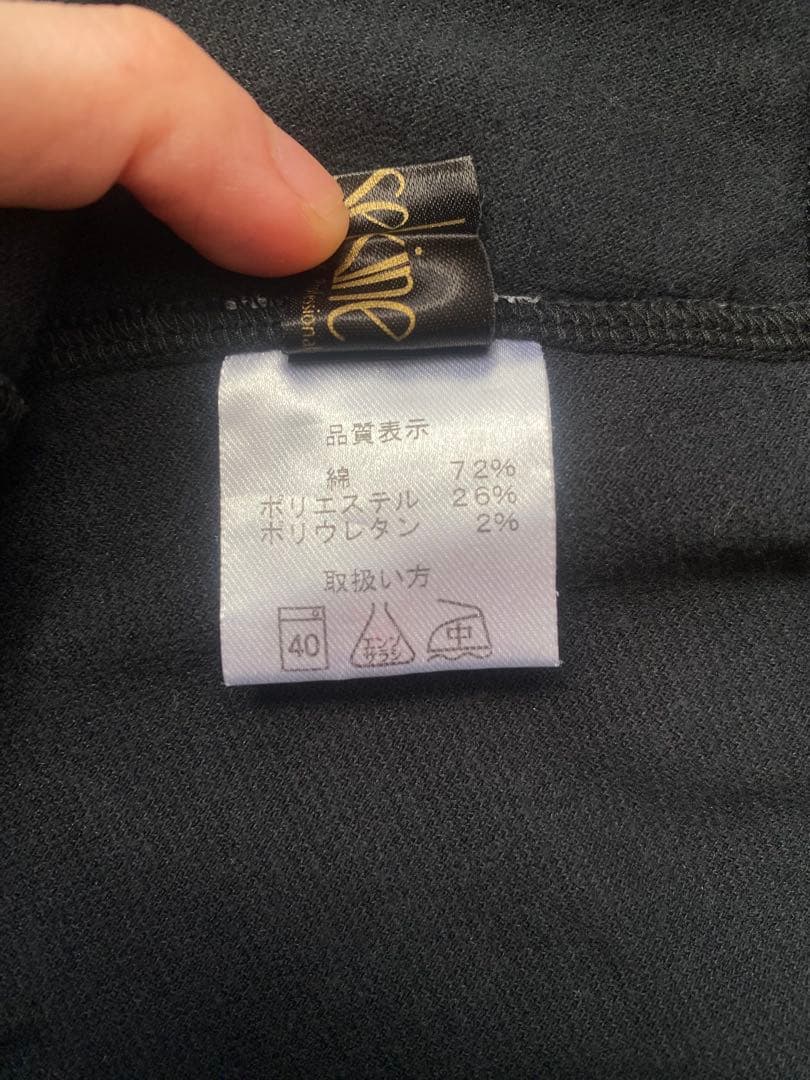 sekine
品質表示
綿 72%
ポリエステル 26%
ポリウレタン 2%
取扱い方
40
エンソ
サラシ
中